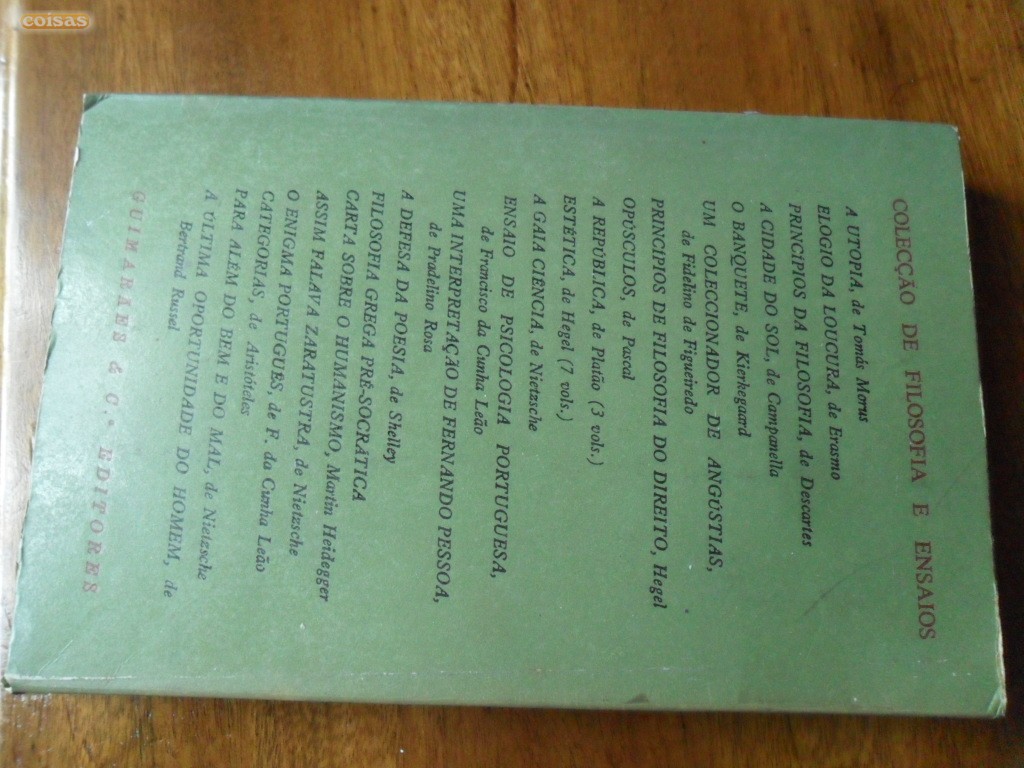 coisas
COLECÇÃO DE FILOSOFIA E ENSAIOS
A UTOPIA, de Tomás Morus
ELOGIO DA LOUCURA, de Erasmo
PRINCÍPIOS DA FILOSOFIA, de Descartes
A CIDADE DO SOL, de Campanella
O BANQUETE, de Kierkegaard
UM COLECCIONADOR DE ANGÚSTIAS,
de Fidelino de Figueiredo
PRINCÍPIOS DE FILOSOFIA DO DIREITO, Hegel
OPÚSCULOS, de Pascal
A REPÚBLICA, de Platão (3 vols.)
ESTÉTICA, de Hegel (7 vols.)
A GAIA CIÊNCIA, de Nietzsche
ENSAIO DE PSICOLOGIA PORTUGUESA,
de Francisco da Cunha Leão
UMA INTERPRETAÇÃO DE FERNANDO PESSOA,
de Pradelino Rosa
A DEFESA DA POESIA, de Shelley
FILOSOFIA GREGA PRÉ-SOCRÁTICA
CARTA SOBRE O HUMANISMO, Martin Heidegger
ASSIM FALAVA ZARATUSTRA, de Nietzsche
O ENIGMA PORTUGUÊS, de F. da Cunha Leão
CATEGORIAS, de Aristóteles
PARA ALÉM DO BEM E DO MAL, de Nietzsche
A ÚLTIMA OPORTUNIDADE DO HOMEM, de
Bertrand Russel
GUIMARÃES & C.ª EDITORES